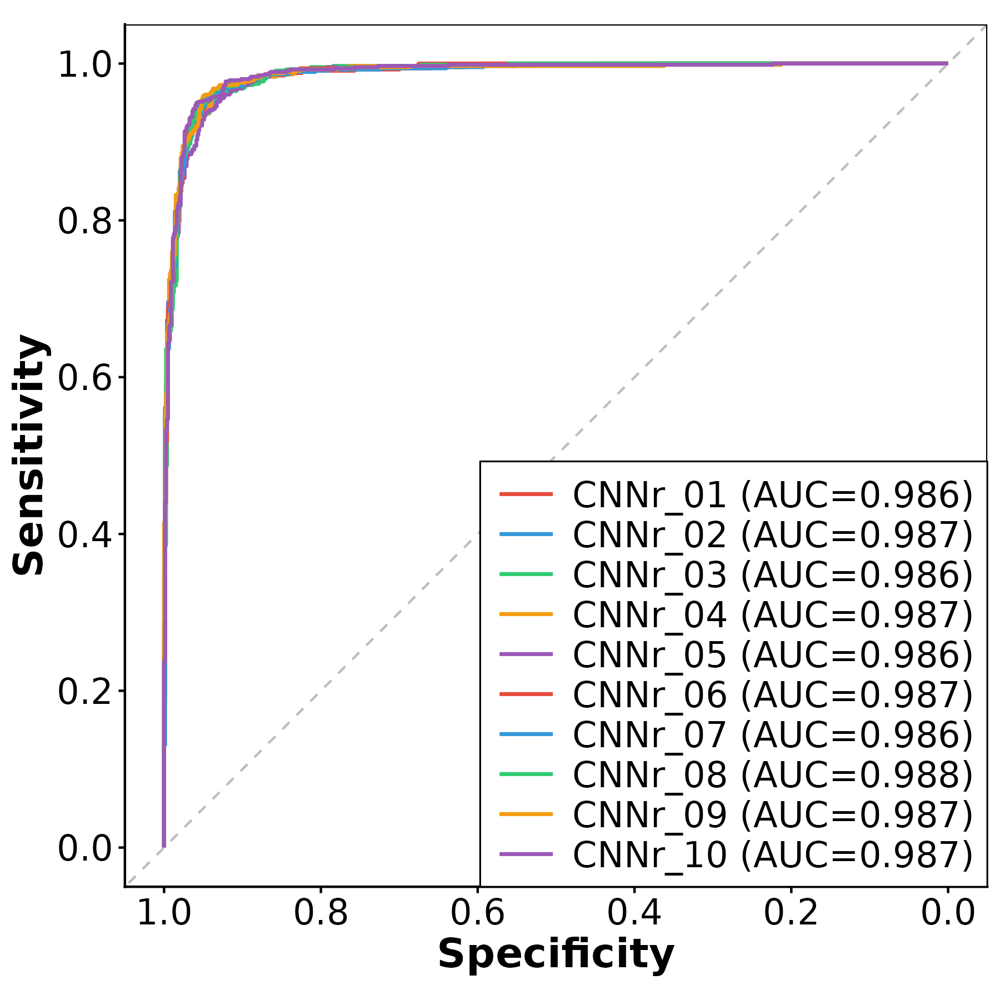 Sensitivity
1.0
0.8
0.6
0.4
0.2
0.0
CNNr_01 (AUC=0.986)
CNNr_02 (AUC=0.987)
CNNr_03 (AUC=0.986)
CNNr_04 (AUC=0.987)
CNNr_05 (AUC=0.986)
CNNr_06 (AUC=0.987)
CNNr_07 (AUC=0.986)
CNNr_08 (AUC=0.988)
CNNr_09 (AUC=0.987)
CNNr_10 (AUC=0.987)
1.0 0.8 0.6 0.4 0.2 0.0
Specificity